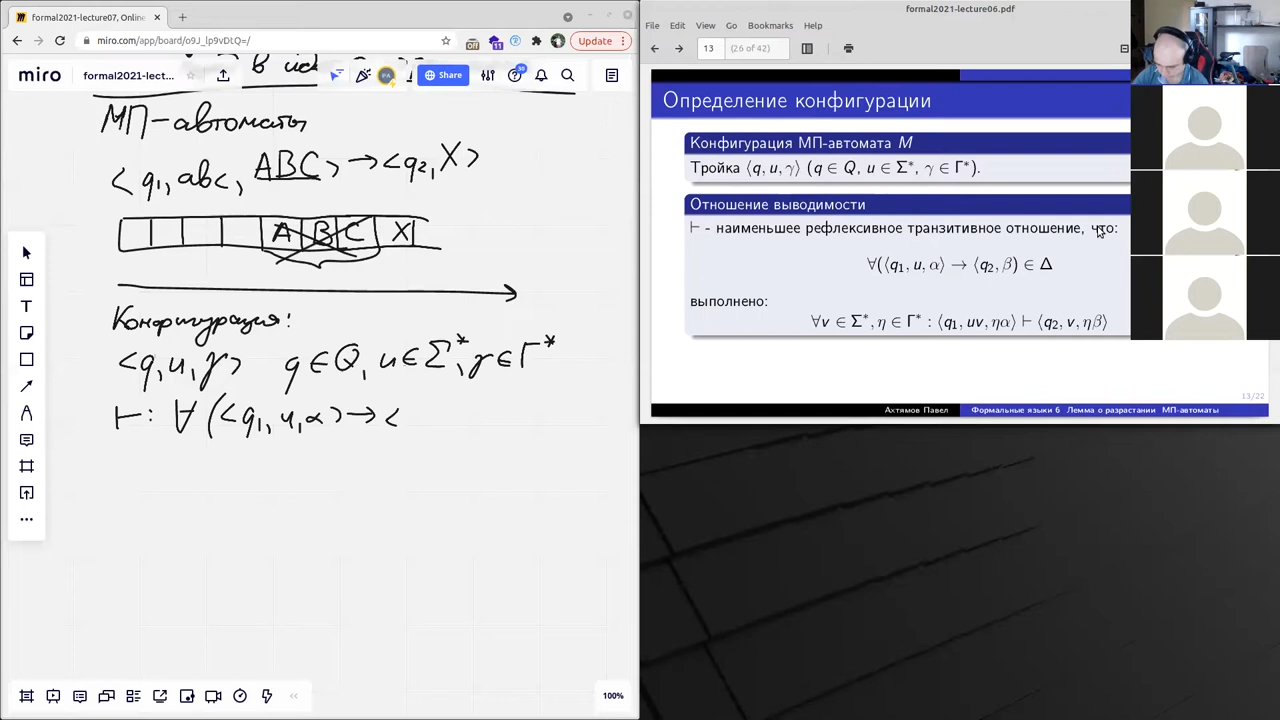 formal2021-lecture07, Online
miro.com/app/board/o9J_lp9vDtQ=/
Update
miro
formal2021-lect...
Share
МП-автоматы
<q₁, abc, ABC> → <q₂, X>
A B C X
Конфигурация:
<q, u, γ> q ∈ Q, u ∈ Σ*, γ ∈ Γ*
⊢: ∀ (<q₁, u, α> → <
100%
formal2021-lecture06.pdf
File Edit View Go Bookmarks Help
13 (26 of 42)
Определение конфигурации
Конфигурация МП-автомата M
Тройка ⟨q, u, γ⟩ (q ∈ Q, u ∈ Σ*, γ ∈ Γ*).
Отношение выводимости
⊢ - наименьшее рефлексивное транзитивное отношение, что:
∀(⟨q₁, u, α⟩ → ⟨q₂, β⟩) ∈ Δ
выполнено:
∀v ∈ Σ*, η ∈ Γ* : ⟨q₁, uv, ηα⟩ ⊢ ⟨q₂, v, ηβ⟩
13/22
Ахтямов Павел Формальные языки 6 Лемма о разрастании МП-автоматы